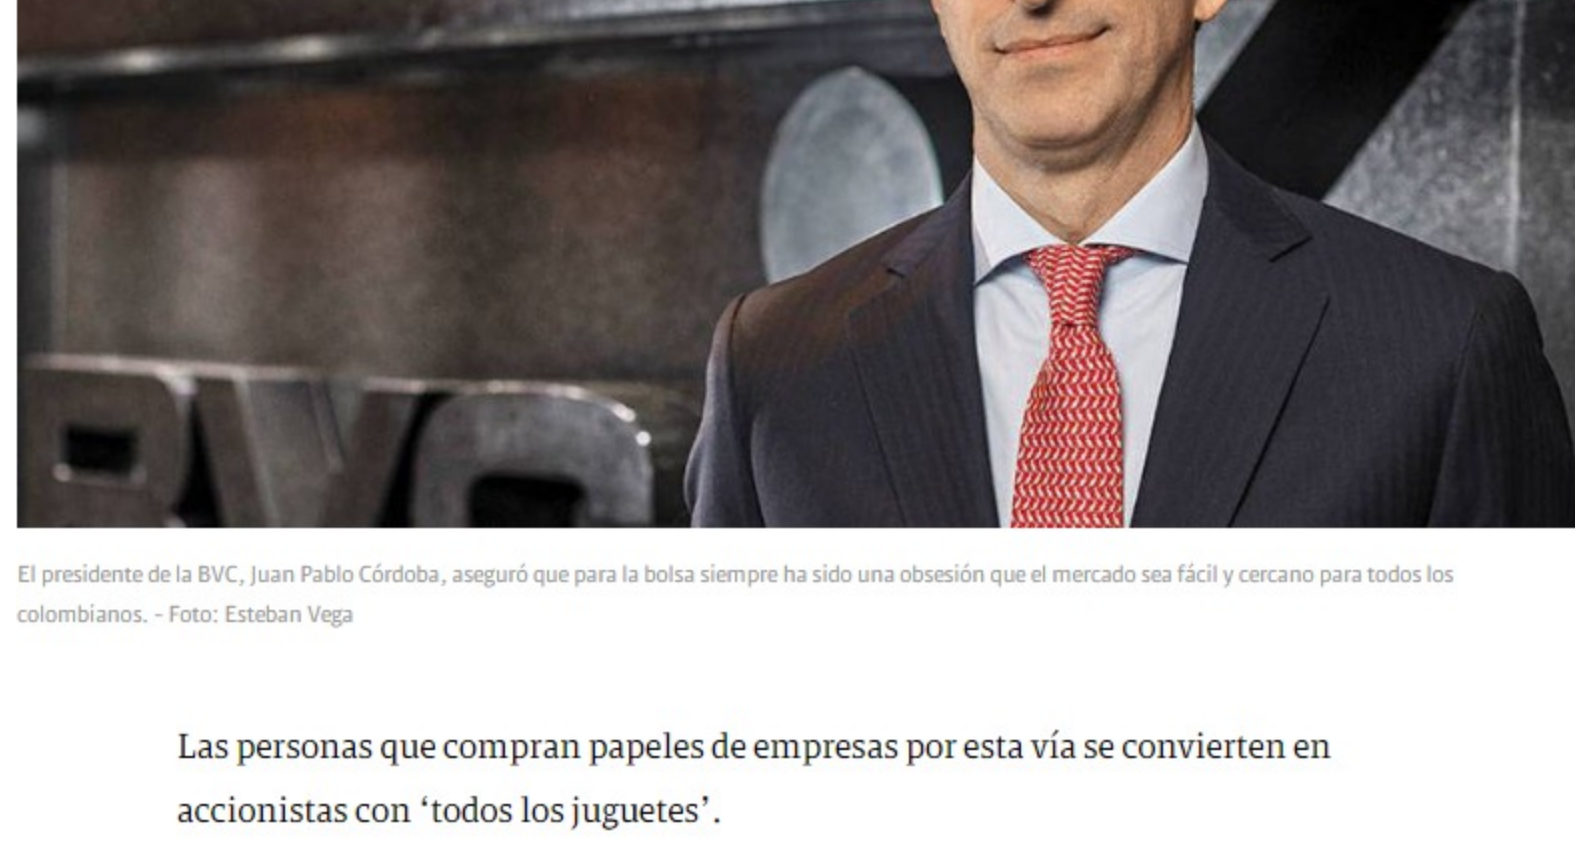 BVC
El presidente de la BVC, Juan Pablo Córdoba, aseguró que para la bolsa siempre ha sido una obsesión que el mercado sea fácil y cercano para todos los
colombianos. - Foto: Esteban Vega
Las personas que compran papeles de empresas por esta vía se convierten en
accionistas con ‘todos los juguetes’.